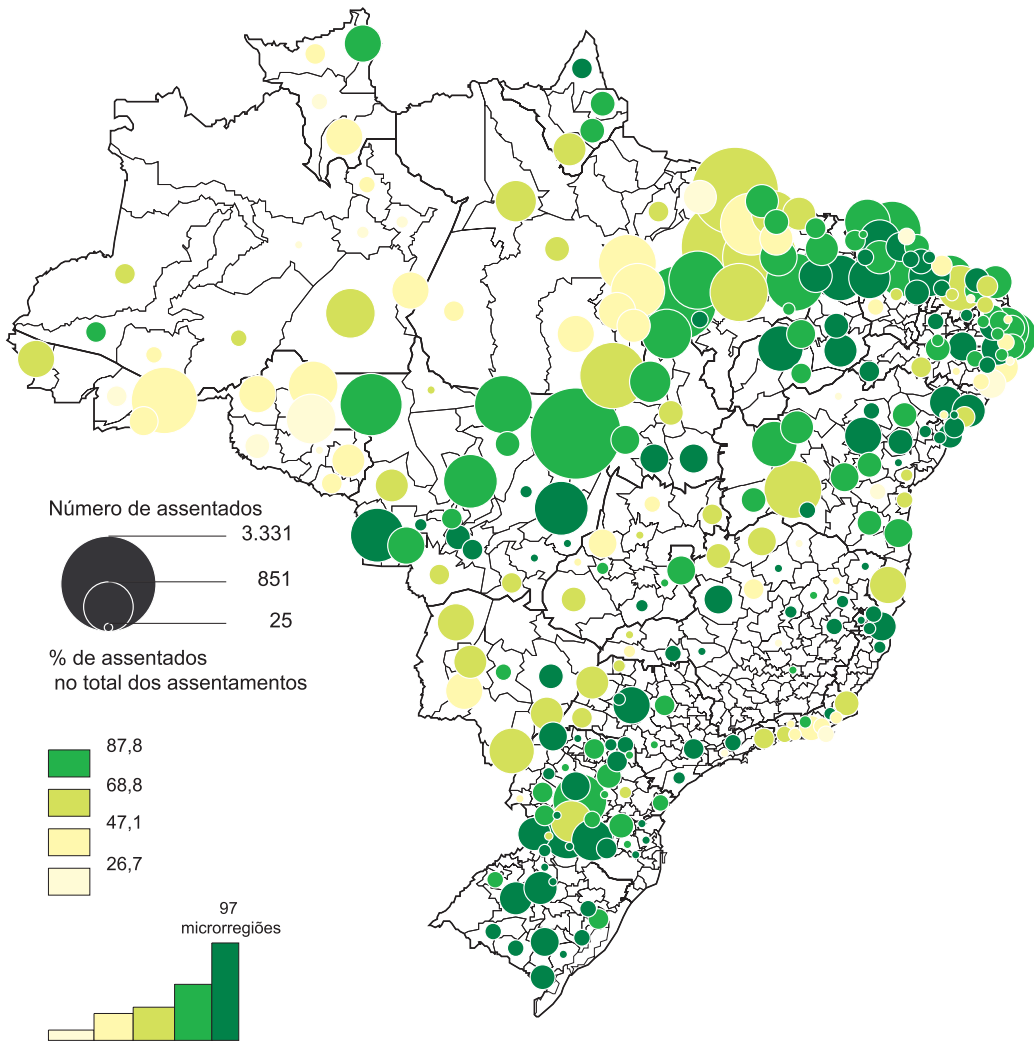 Número de assentados
3.331
851
25
% de assentados
no total dos assentamentos
87,8
68,8
47,1
26,7
97
microrregiões